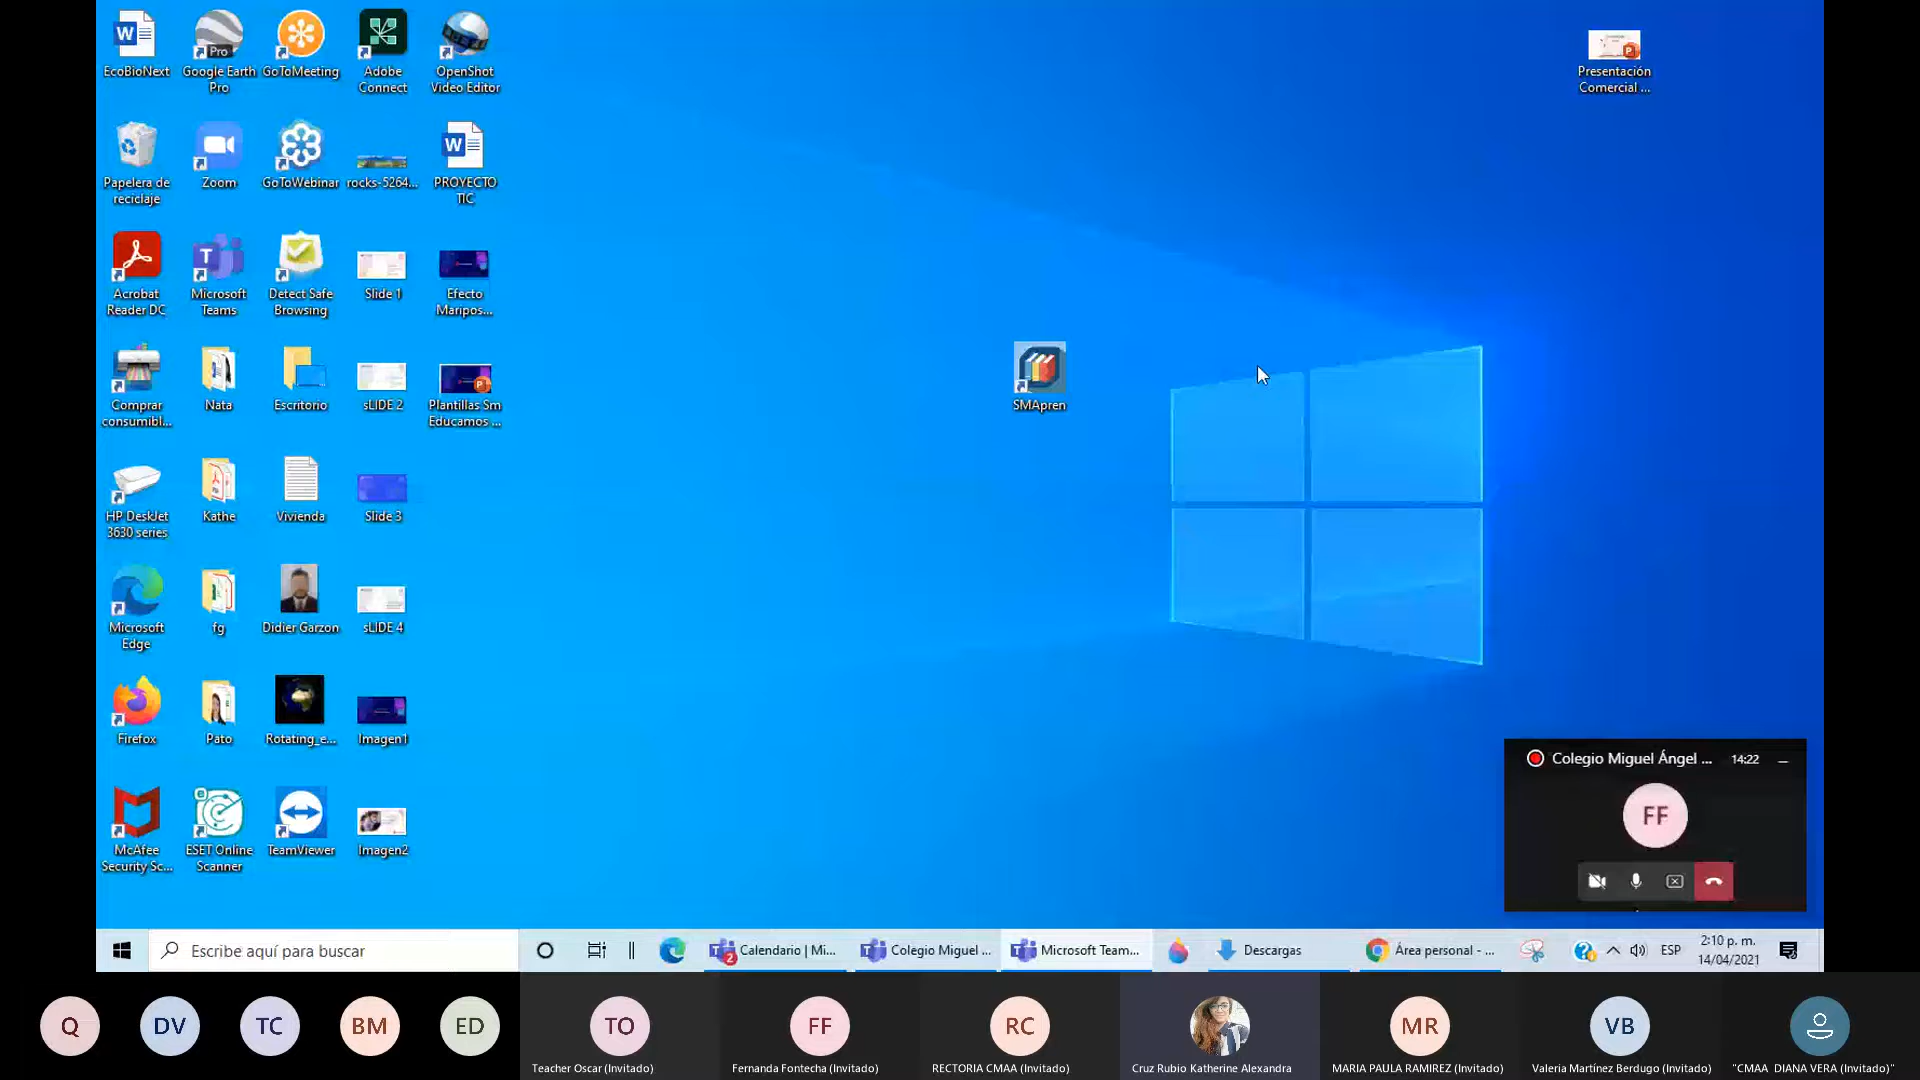 EcoBioNext
Google Earth
Pro
GoToMeeting
Adobe
Connect
OpenShot
Video Editor
Presentación
Comercial ...
Papelera de
reciclaje
Zoom
GoToWebinar
rocks-5264...
PROYECTO
TIC
Acrobat
Reader DC
Microsoft
Teams
Detect Safe
Browsing
Slide 1
Efecto
Maripos...
Comprar
consumibl...
Nata
Escritorio
sLIDE 2
Plantillas Sm
Educamos ...
SMApren
HP DeskJet
3630 series
Kathe
Vivienda
Slide 3
Microsoft
Edge
fg
Didier Garzon
sLIDE 4
Firefox
Pato
Rotating_e...
Imagen1
McAfee
Security Sc...
ESET Online
Scanner
TeamViewer
Imagen2
Colegio Miguel Ángel ... 14:22
FF
Escribe aquí para buscar
2
Calendario | Mi...
Colegio Miguel ...
Microsoft Team...
Descargas
Área personal - ...
ESP
2:10 p. m.
14/04/2021
Q
DV
TC
BM
ED
TO
FF
RC
MR
VB
Teacher Oscar (Invitado)
Fernanda Fontecha (Invitado)
RECTORIA CMAA (Invitado)
Cruz Rubio Katherine Alexandra
MARIA PAULA RAMIREZ (Invitado)
Valeria Martínez Berdugo (Invitado)
"CMAA DIANA VERA (Invitado)"